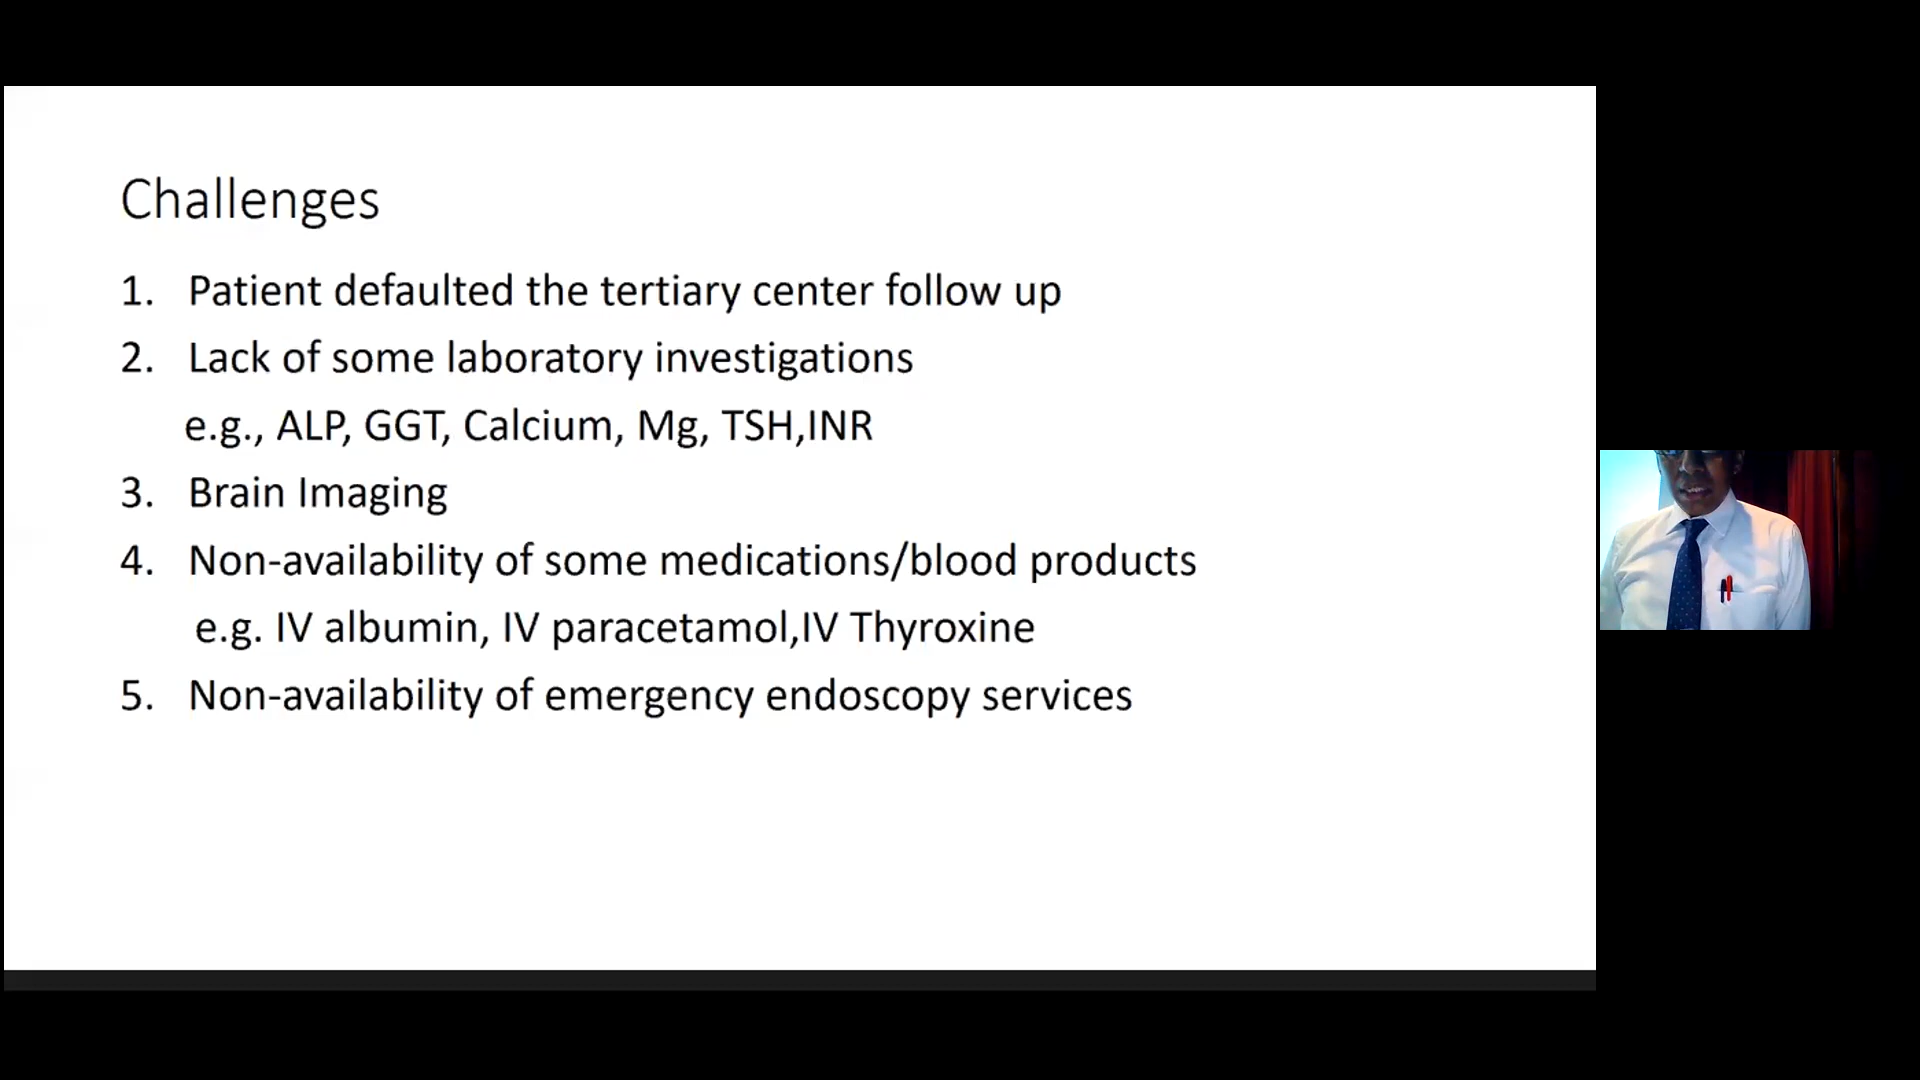 Challenges
1. Patient defaulted the tertiary center follow up
2. Lack of some laboratory investigations
e.g., ALP, GGT, Calcium, Mg, TSH,INR
3. Brain Imaging
4. Non-availability of some medications/blood products
e.g. IV albumin, IV paracetamol,IV Thyroxine
5. Non-availability of emergency endoscopy services